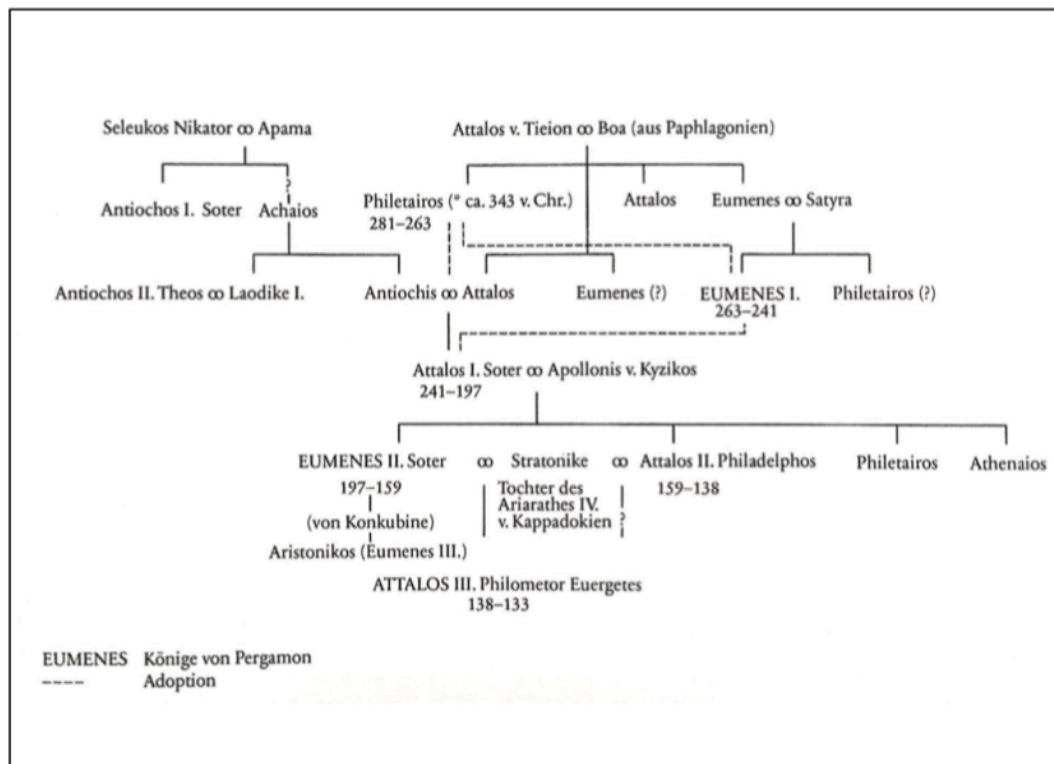 Seleukos Nikator ∞ Apama
Attalos v. Tieion ∞ Boa (aus Paphlagonien)
?
Antiochos I. Soter
Achaios
Philetairos (* ca. 343 v. Chr.)
281–263
Attalos
Eumenes ∞ Satyra
Antiochos II. Theos ∞ Laodike I.
Antiochis ∞ Attalos
Eumenes (?)
EUMENES I.
263–241
Philetairos (?)
Attalos I. Soter ∞ Apollonis v. Kyzikos
241–197
EUMENES II. Soter ∞ Stratonike ∞ Attalos II. Philadelphos
Philetairos
Athenaios
197–159
Tochter des
Ariarathes IV.
v. Kappadokien
?
159–138
(von Konkubine)
Aristonikos (Eumenes III.)
ATTALOS III. Philometor Euergetes
138–133
EUMENES Könige von Pergamon
---- Adoption